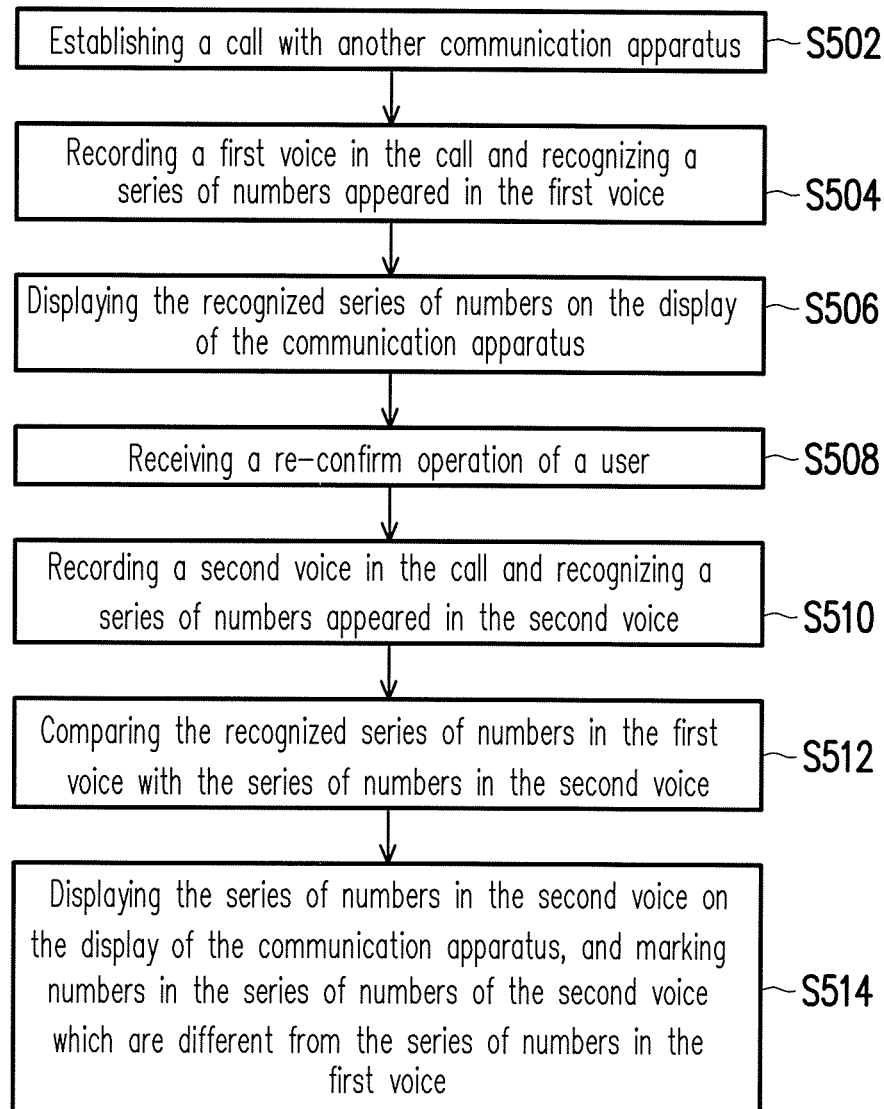 Establishing a call with another communication apparatus
S502
Recording a first voice in the call and recognizing a
series of numbers appeared in the first voice
S504
Displaying the recognized series of numbers on the display
of the communication apparatus
S506
Receiving a re-confirm operation of a user
S508
Recording a second voice in the call and recognizing a
series of numbers appeared in the second voice
S510
Comparing the recognized series of numbers in the first
voice with the series of numbers in the second voice
S512
Displaying the series of numbers in the second voice on
the display of the communication apparatus, and marking
numbers in the series of numbers of the second voice
which are different from the series of numbers in the
first voice
S514